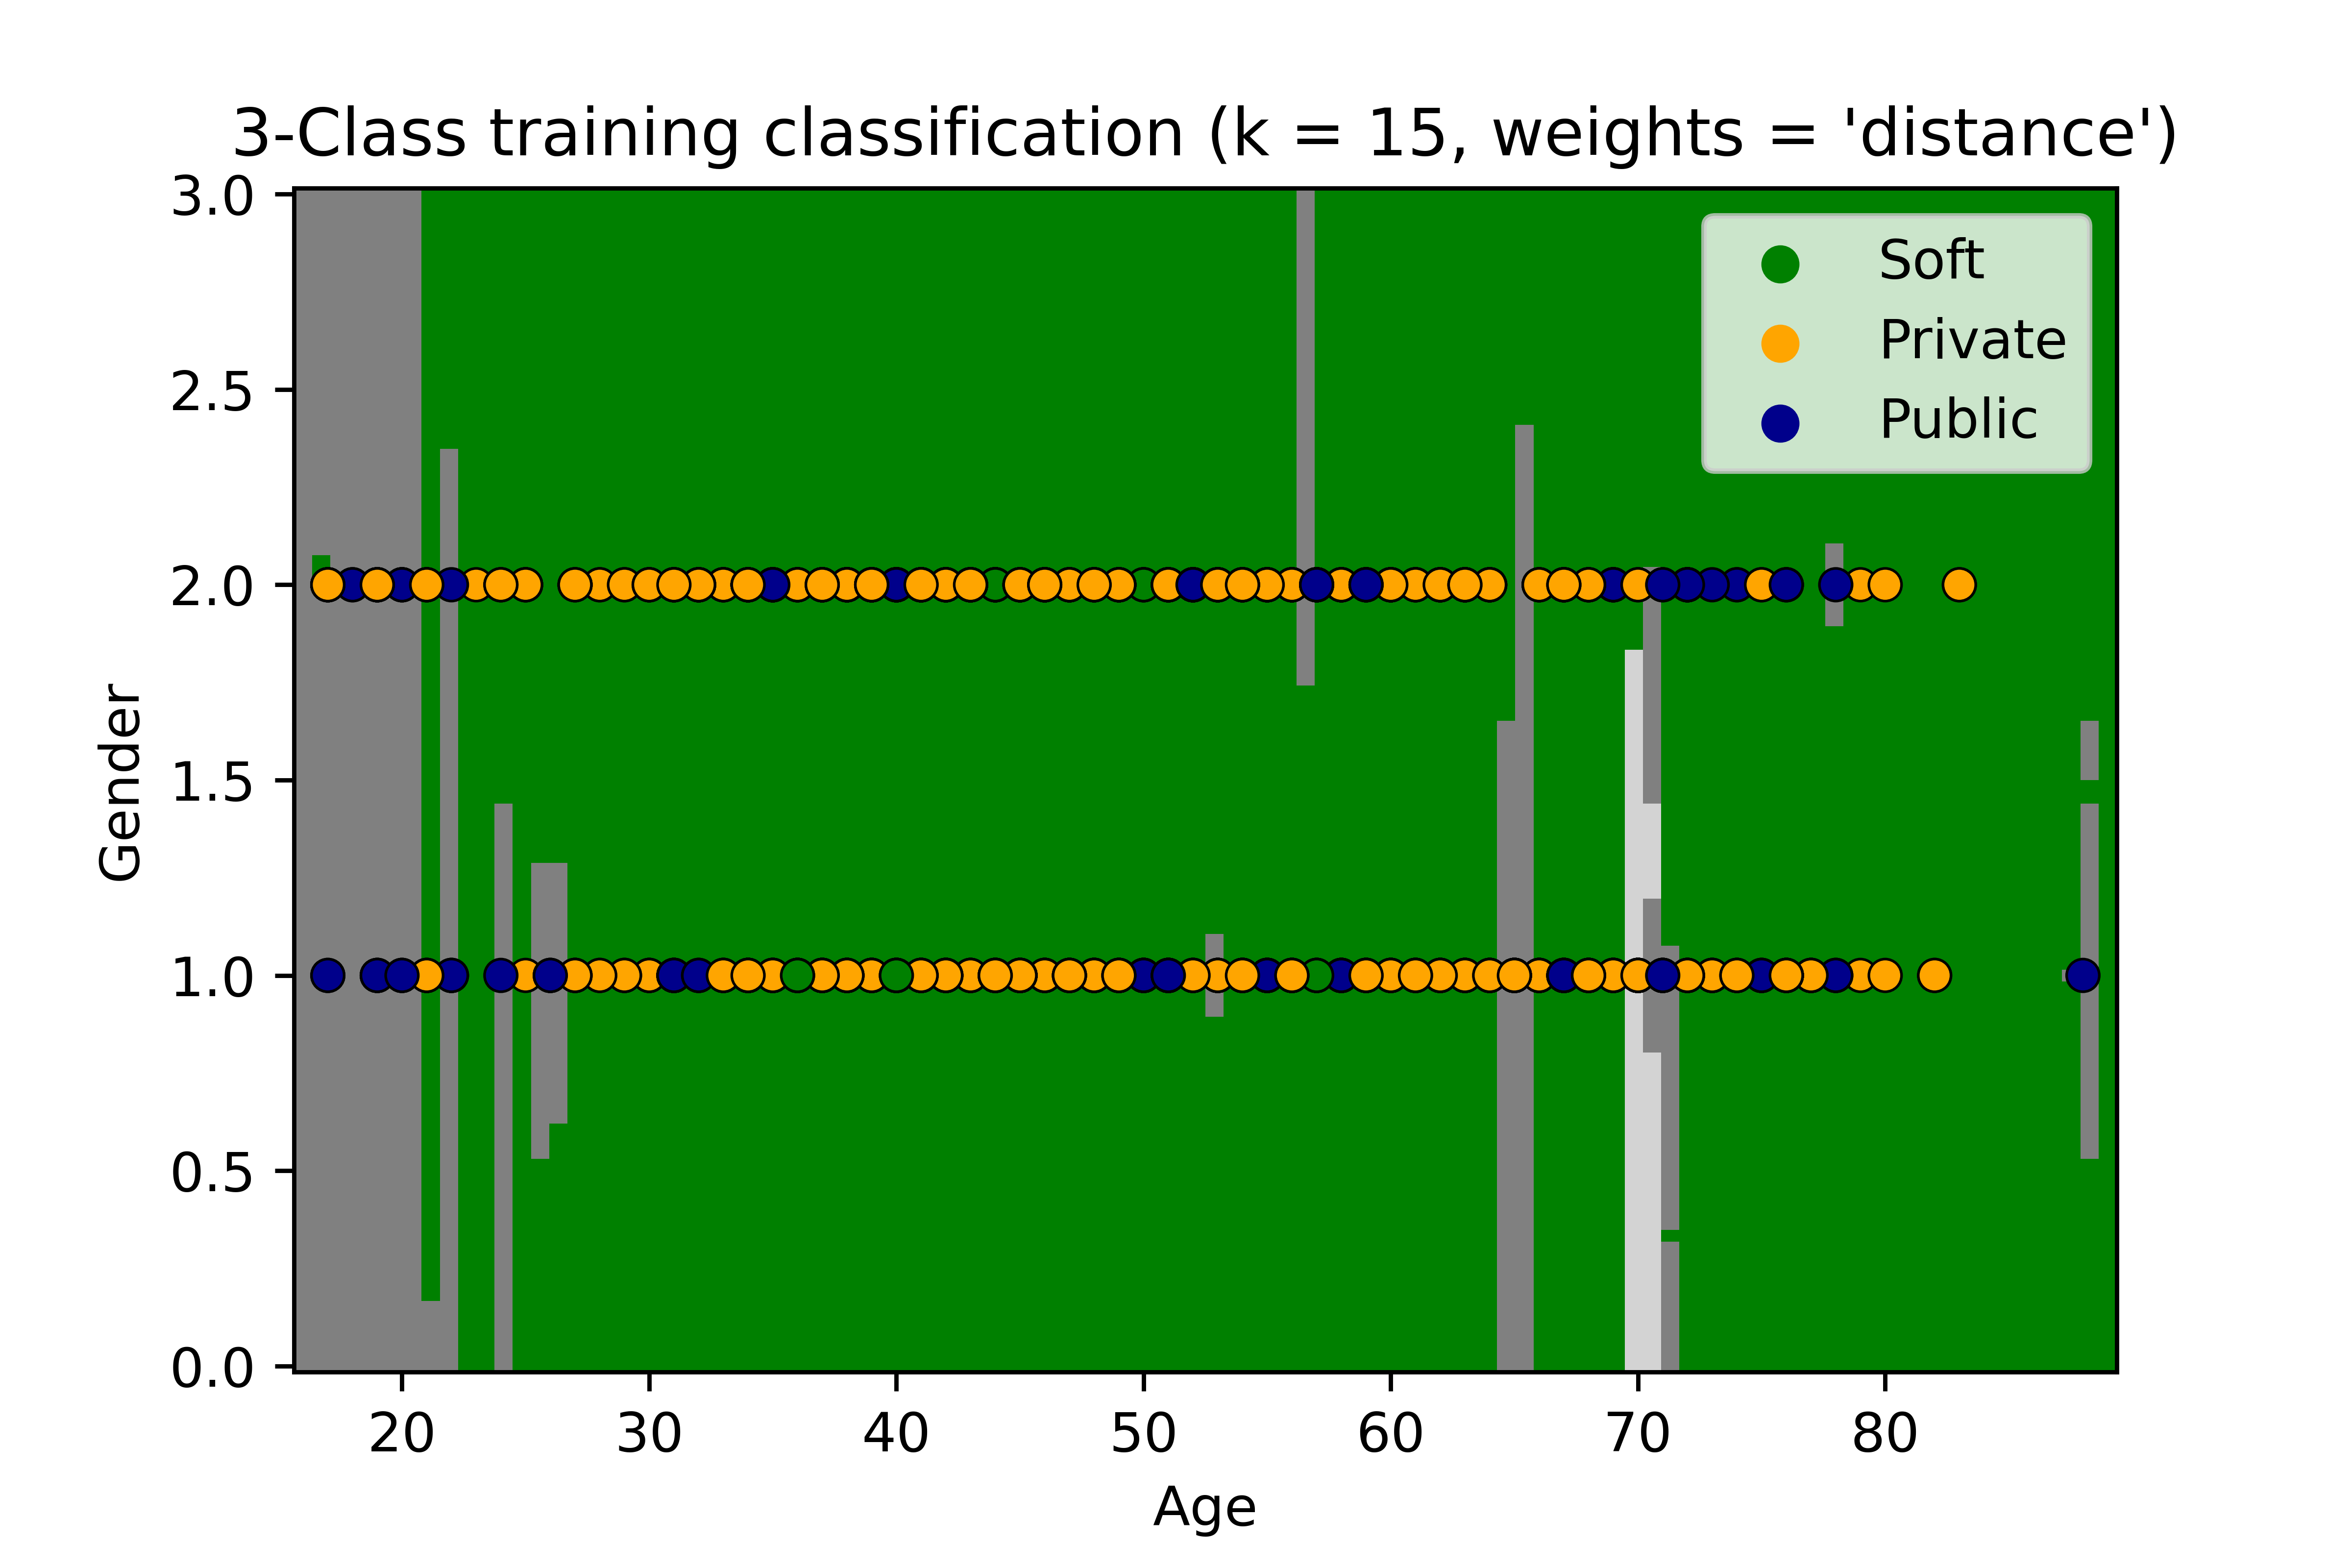 3-Class training classification (k = 15, weights = 'distance')
3.0
2.5
2.0
1.5
1.0
0.5
0.0
Gender
Soft
Private
Public
20 30 40 50 60 70 80
Age